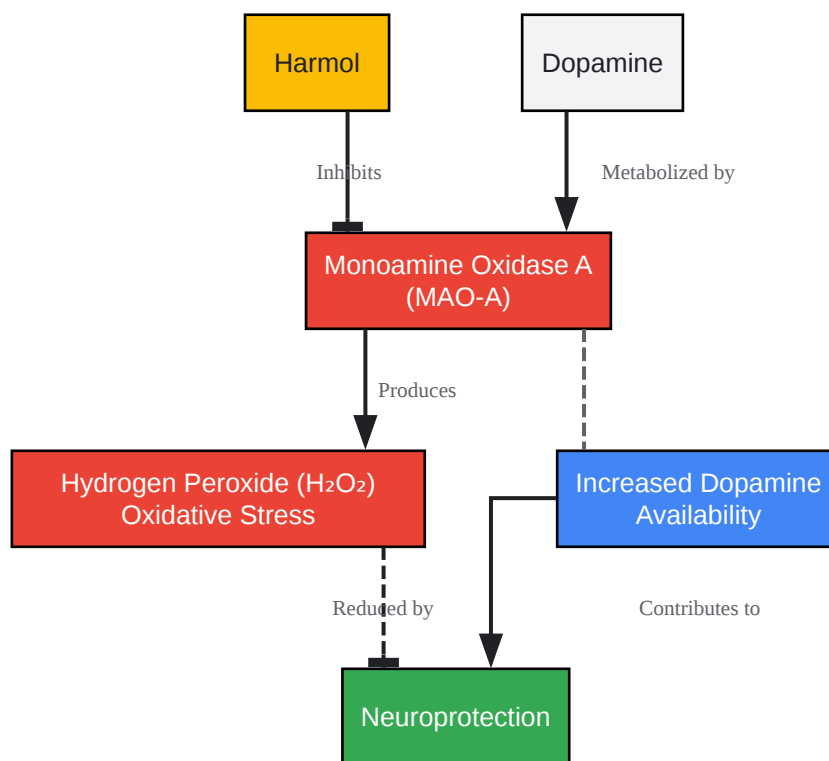 Harmol
Dopamine
Inhibits
Metabolized by
Monoamine Oxidase A
(MAO-A)
Produces
Hydrogen Peroxide (H₂O₂)
Oxidative Stress
Increased Dopamine
Availability
Reduced by
Contributes to
Neuroprotection